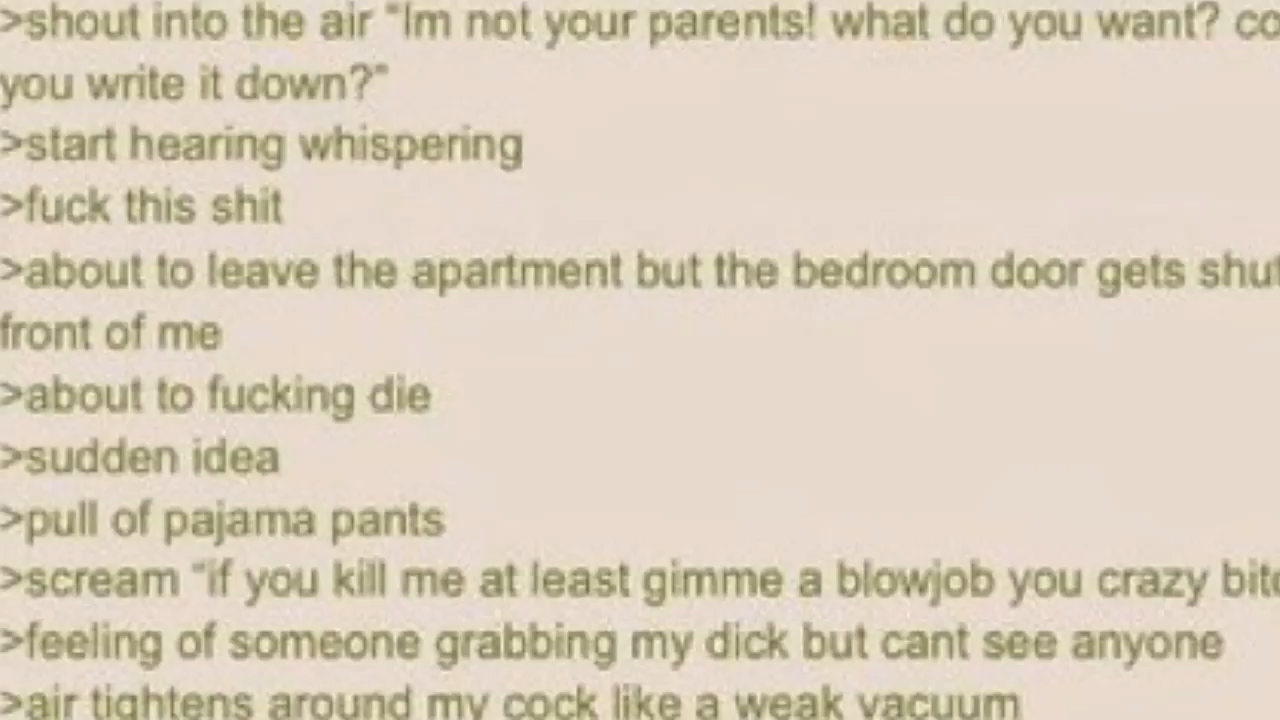 >shout into the air "Im not your parents! what do you want? co
you write it down?"
>start hearing whispering
>fuck this shit
>about to leave the apartment but the bedroom door gets shut
front of me
>about to fucking die
>sudden idea
>pull of pajama pants
>scream "if you kill me at least gimme a blowjob you crazy bitc
>feeling of someone grabbing my dick but cant see anyone
>air tightens around my cock like a weak vacuum